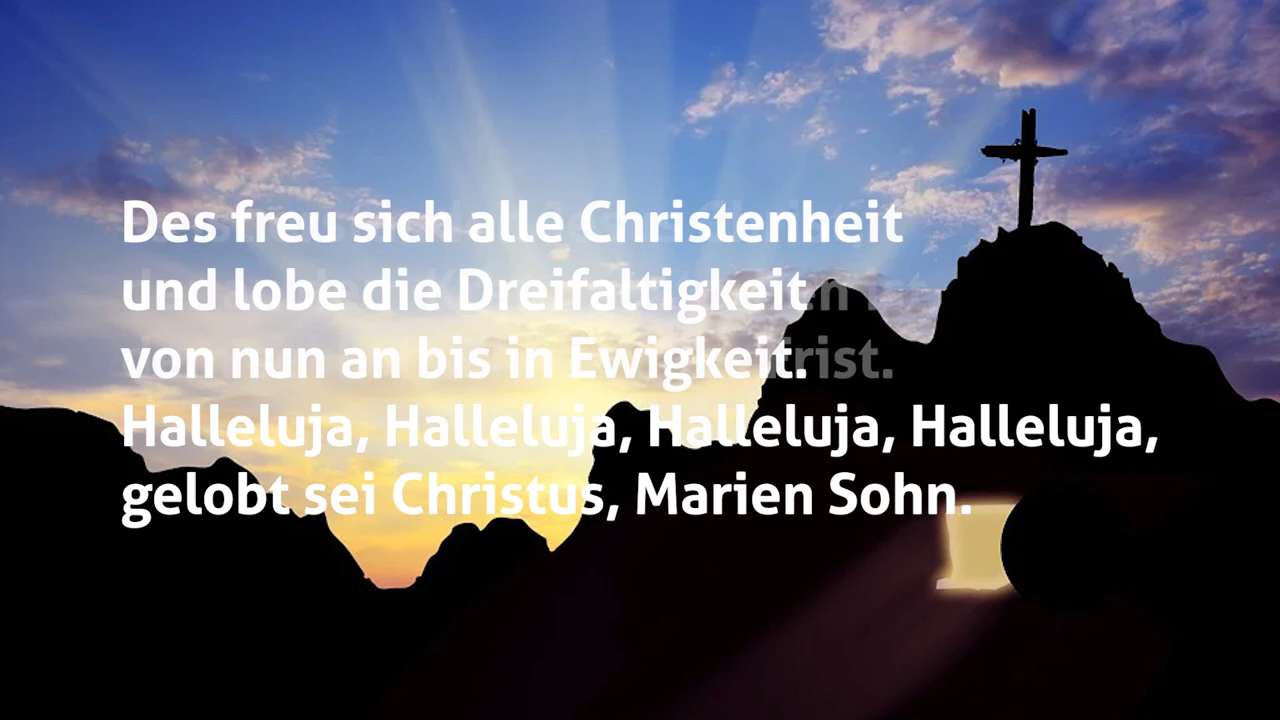 Des freu sich alle Christenheit
und lobe die Dreifaltigkeit
von nun an bis in Ewigkeit.
Halleluja, Halleluja, Halleluja, Halleluja,
gelobt sei Christus, Marien Sohn.